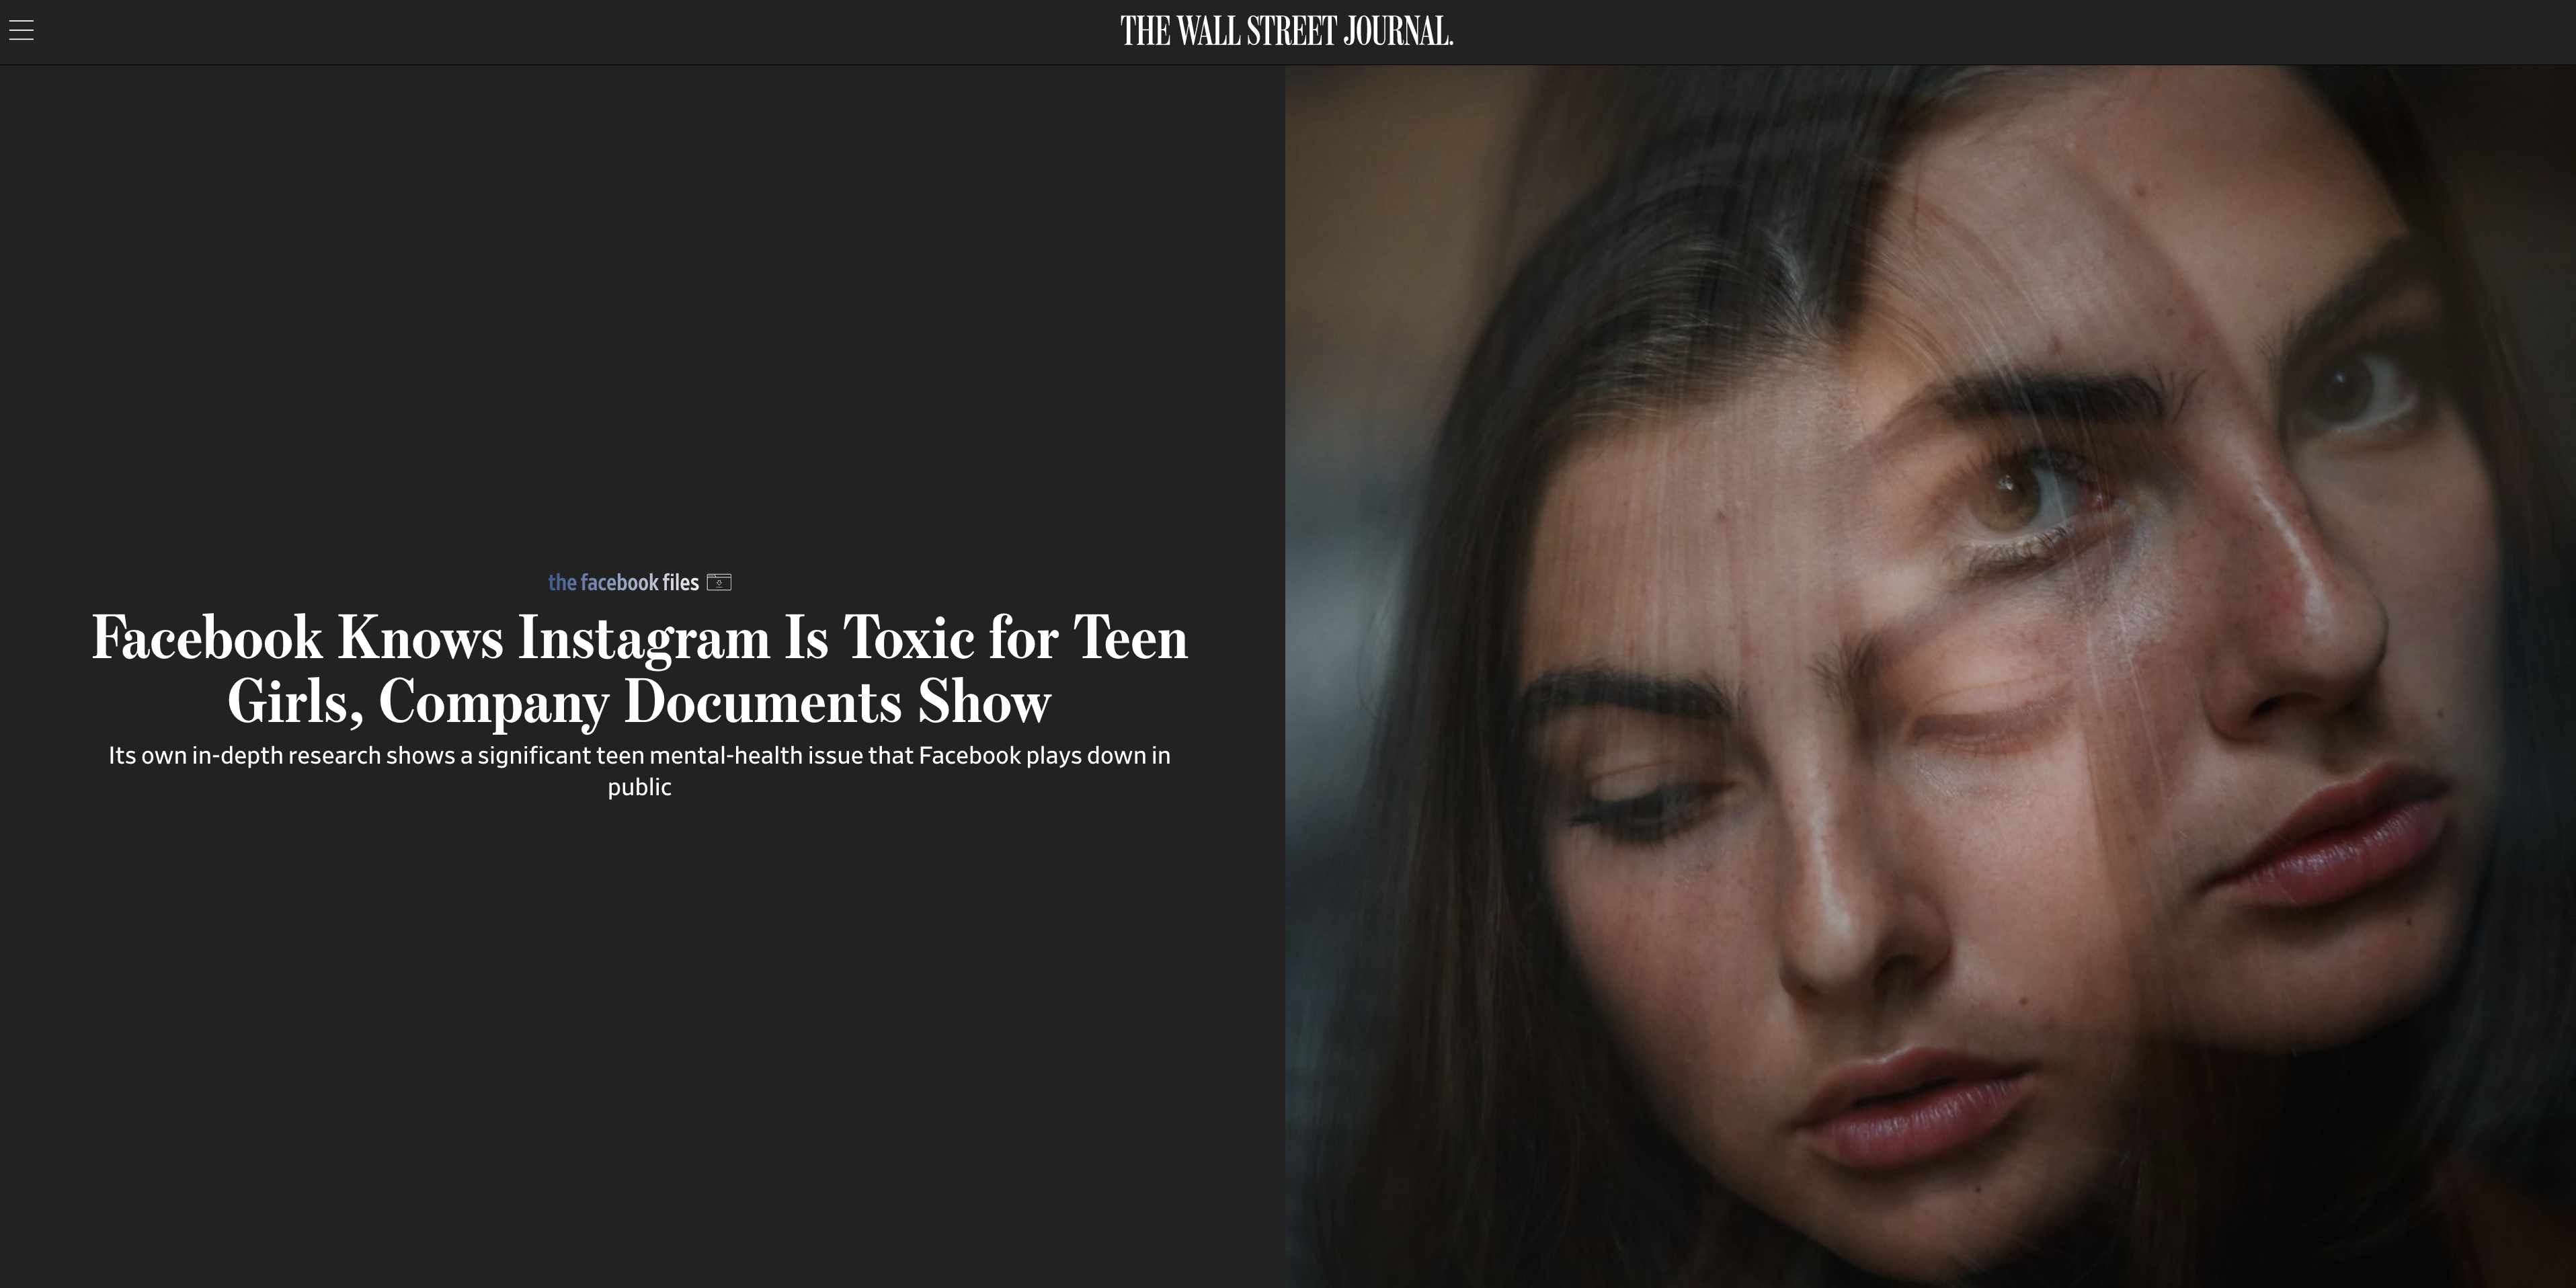 THE WALL STREET JOURNAL.
the facebook files
Facebook Knows Instagram Is Toxic for Teen
Girls, Company Documents Show
Its own in-depth research shows a significant teen mental-health issue that Facebook plays down in
public